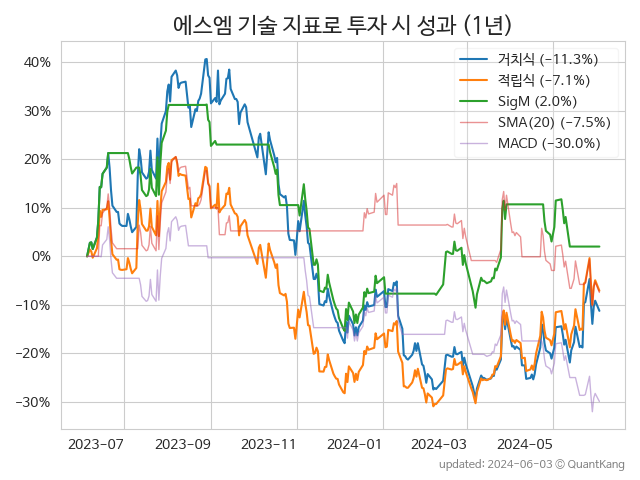 에스엠 기술 지표로 투자 시 성과 (1년)
거치식 (−11.3%)
적립식 (−7.1%)
SigM (2.0%)
SMA(20) (−7.5%)
MACD (−30.0%)
40%
30%
20%
10%
0%
−10%
−20%
−30%
2023−07 2023−09 2023−11 2024−01 2024−03 2024−05
updated: 2024−06−03 ⓒ QuantKang